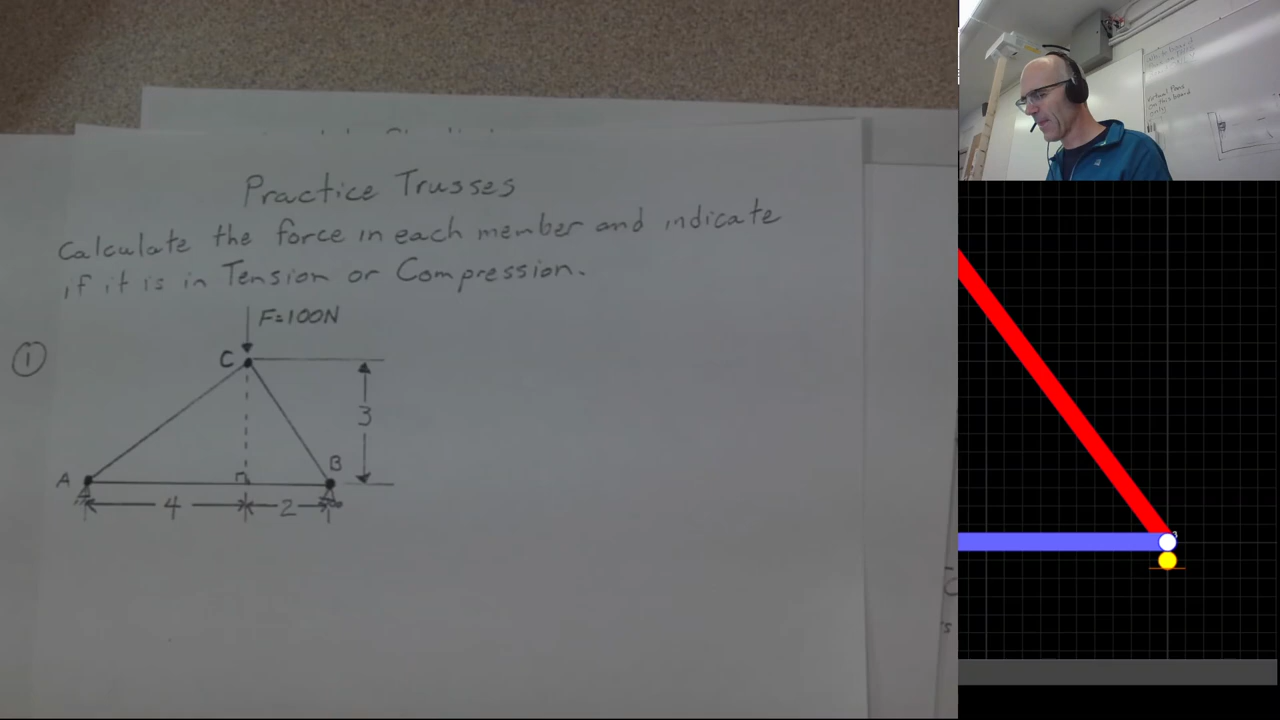 Practice Trusses
Calculate the force in each member and indicate
if it is in Tension or Compression.
F=100N
1
C
3
B
A
4
2